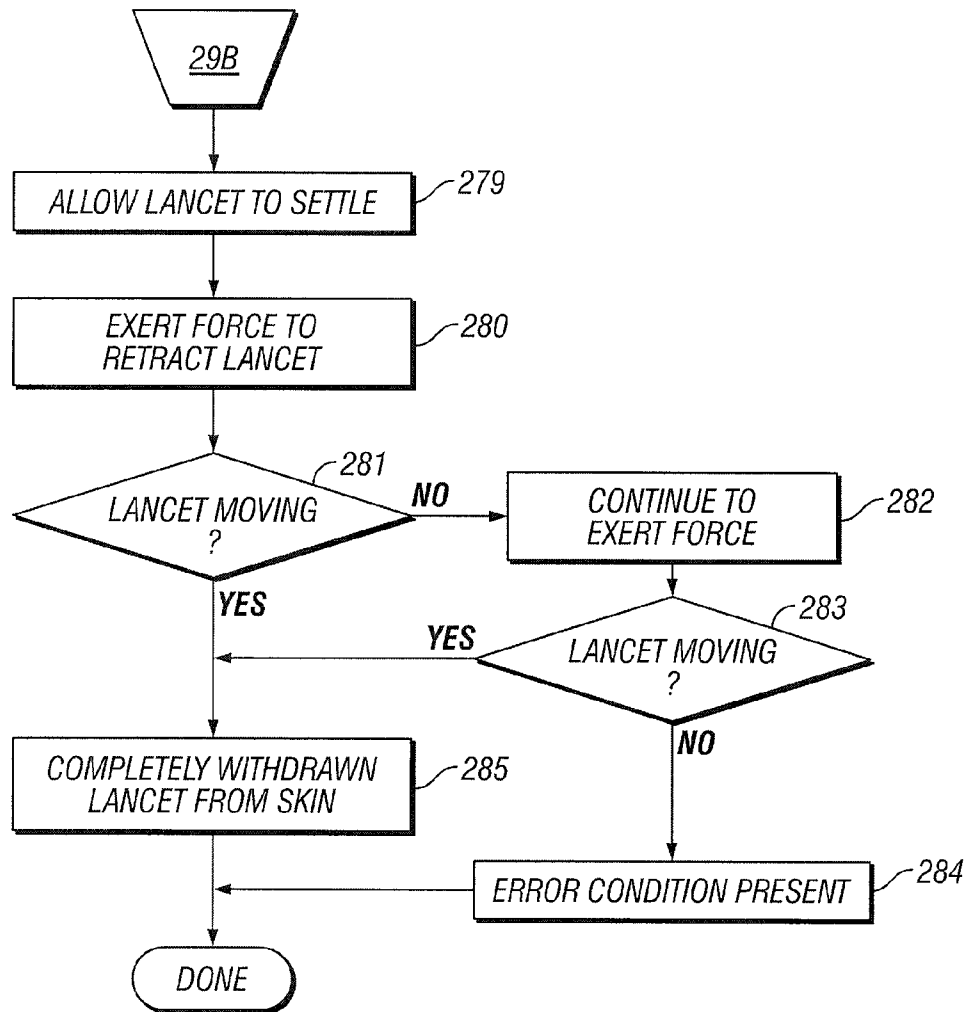 29B
ALLOW LANCET TO SETTLE
279
EXERT FORCE TO
RETRACT LANCET
280
LANCET MOVING
?
281
NO
YES
CONTINUE TO
EXERT FORCE
282
LANCET MOVING
?
283
YES
NO
COMPLETELY WITHDRAWN
LANCET FROM SKIN
285
ERROR CONDITION PRESENT
284
DONE